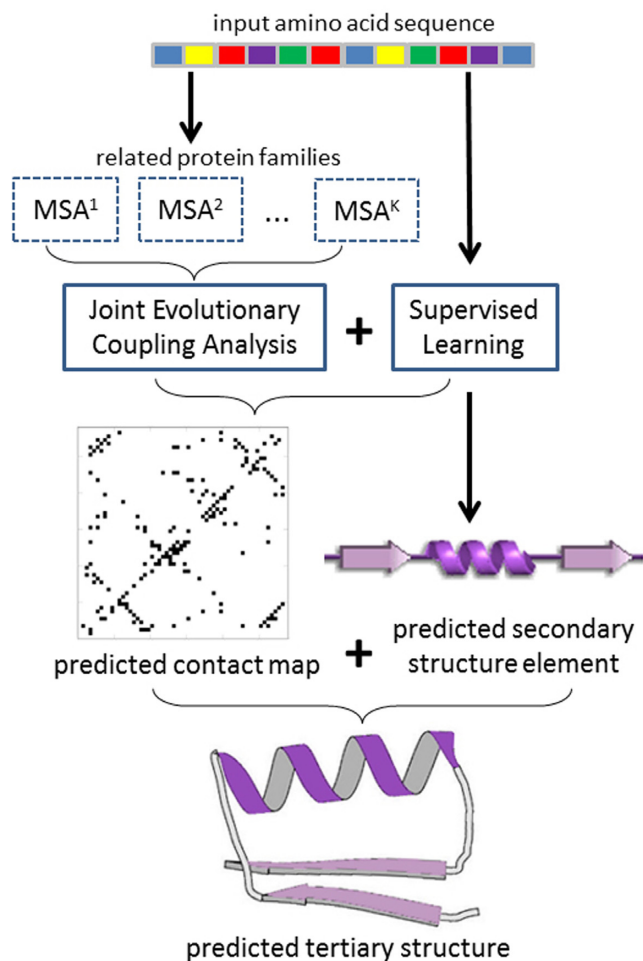 input amino acid sequence
related protein families
MSA¹ MSA² ... MSAᴷ
Joint Evolutionary
Coupling Analysis
+
Supervised
Learning
predicted contact map
+
predicted secondary
structure element
predicted tertiary structure